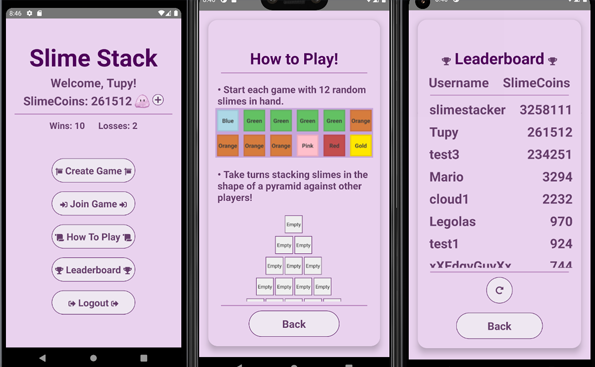 8:46
Slime Stack
Welcome, Tupy!
SlimeCoins: 261512
Wins: 10 Losses: 2
Create Game
Join Game
How To Play
Leaderboard
Logout
8:46
How to Play!
• Start each game with 12 random
slimes in hand.
Blue Green Green Green Green Orange
Orange Orange Orange Pink Red Gold
• Take turns stacking slimes in the
shape of a pyramid against other
players!
Empty
Empty Empty
Empty Empty Empty
Empty Empty Empty Empty
Back
8:46
Leaderboard
Username SlimeCoins
slimestacker 3258111
Tupy 261512
test3 234251
Mario 3294
cloud1 2232
Legolas 970
test1 924
744
Back